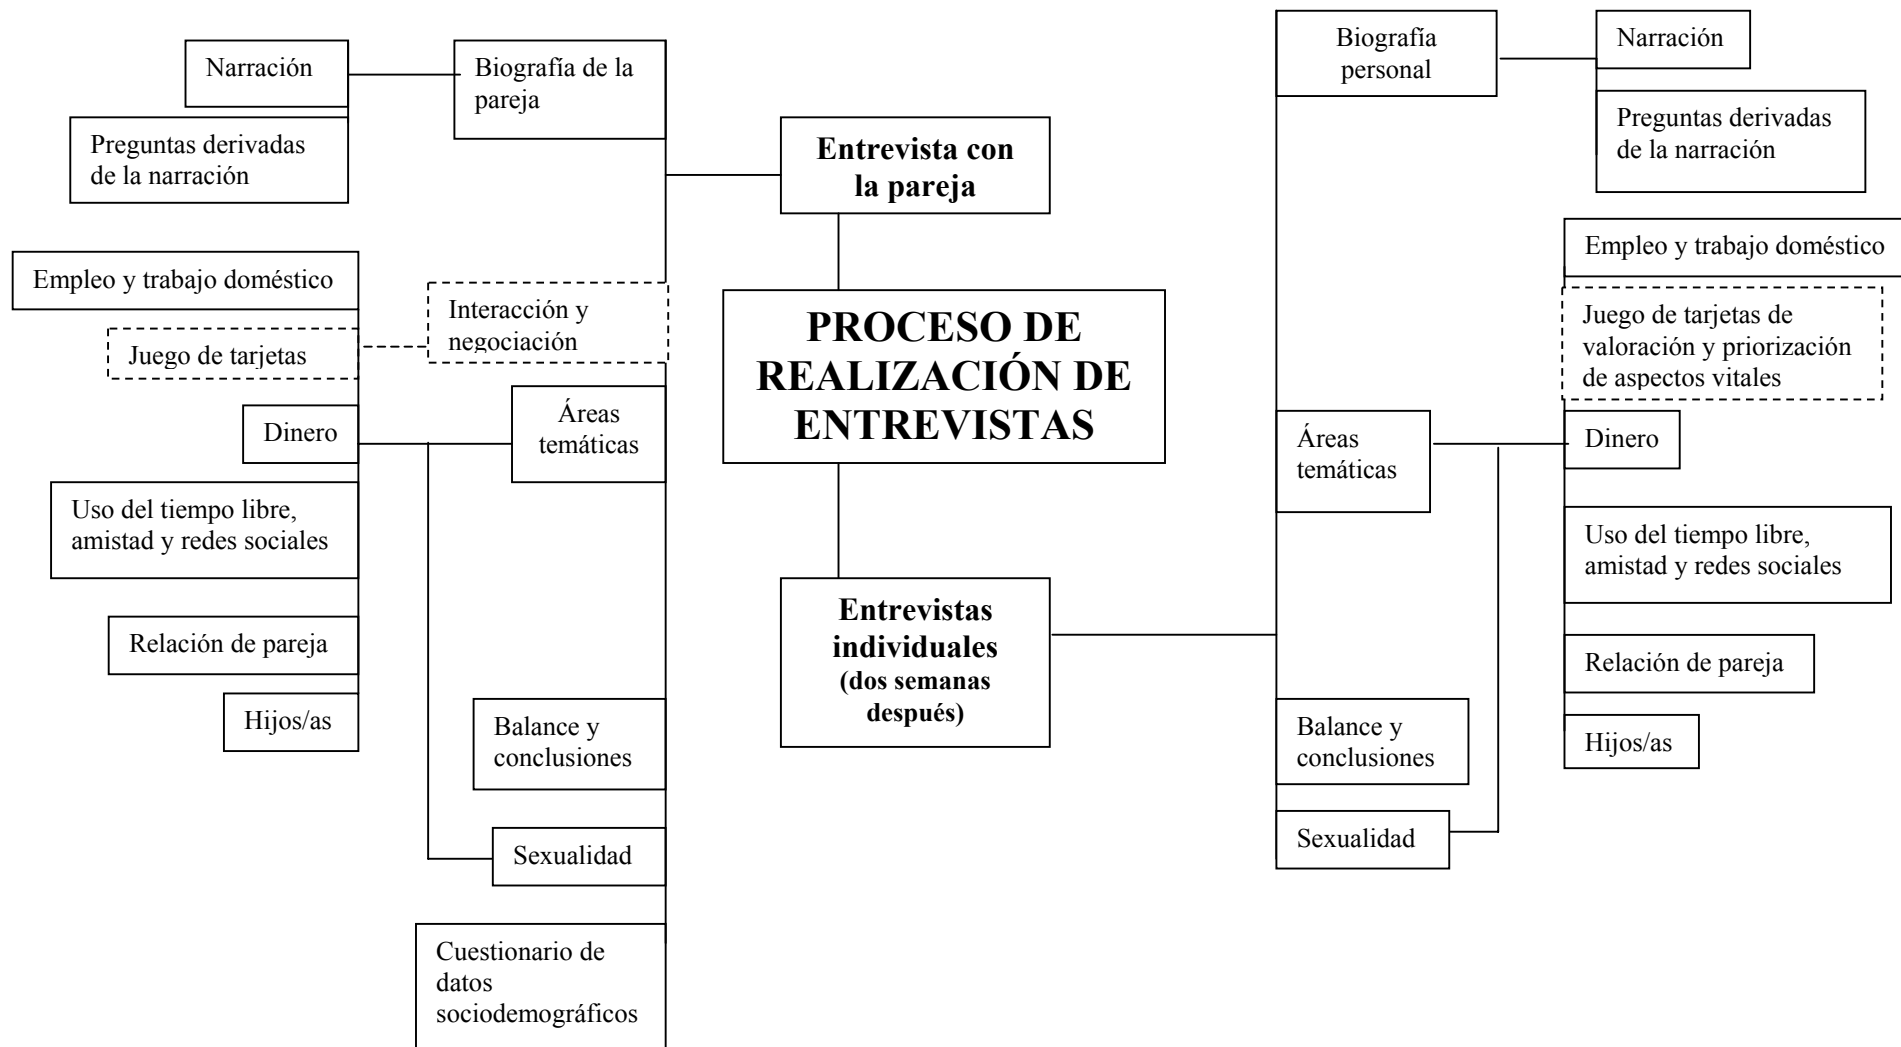 Narración
Biografía de la
pareja
Preguntas derivadas
de la narración
Entrevista con
la pareja
Empleo y trabajo doméstico
Interacción y
negociación
Juego de tarjetas
PROCESO DE
REALIZACIÓN DE
ENTREVISTAS
Dinero
Áreas
temáticas
Uso del tiempo libre,
amistad y redes sociales
Relación de pareja
Hijos/as
Balance y
conclusiones
Sexualidad
Cuestionario de
datos
sociodemográficos
Entrevistas
individuales
(dos semanas
después)
Biografía
personal
Narración
Preguntas derivadas
de la narración
Empleo y trabajo doméstico
Juego de tarjetas de
valoración y priorización
de aspectos vitales
Áreas
temáticas
Dinero
Uso del tiempo libre,
amistad y redes sociales
Relación de pareja
Hijos/as
Balance y
conclusiones
Sexualidad